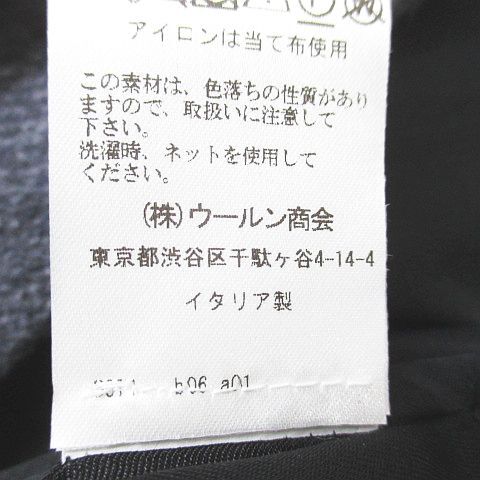 アイロンは当て布使用
この素材は、色落ちの性質があり
ますので、取扱いに注意して
下さい。
洗濯時、ネットを使用して
ください。
(株)ウールン商会
東京都渋谷区千駄ヶ谷4-14-4
イタリア製
b06 a01